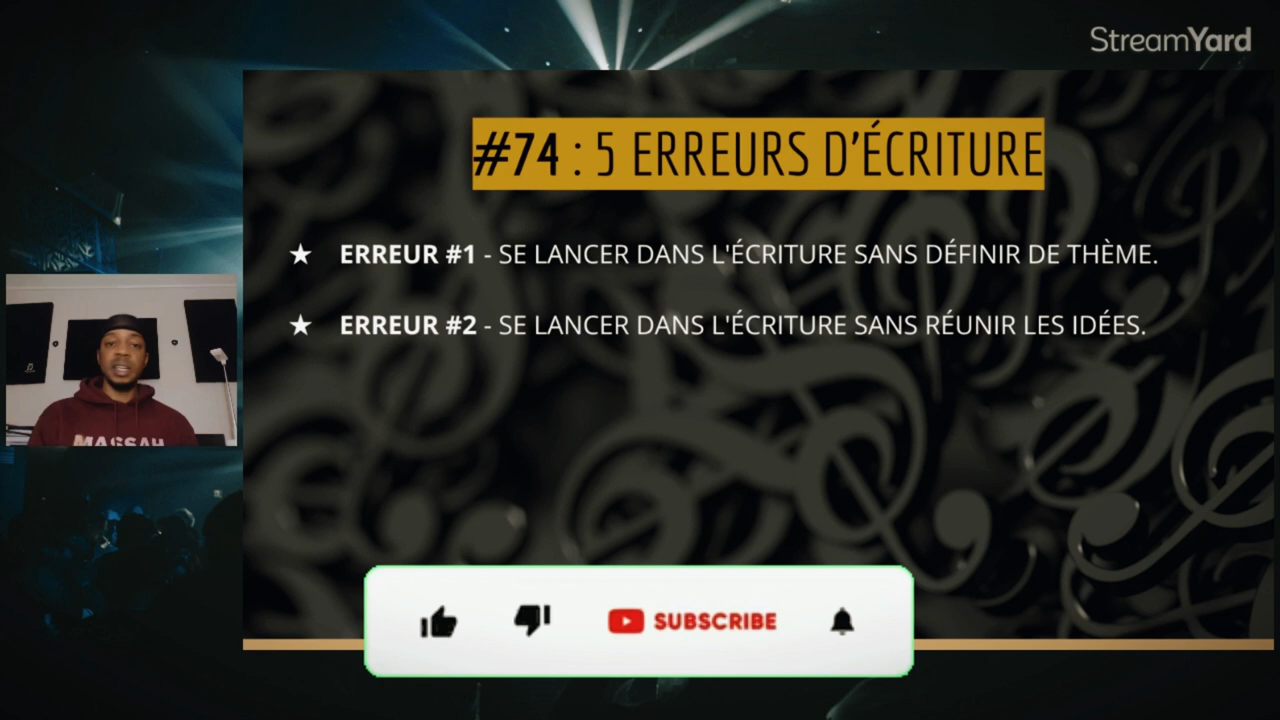 StreamYard
#74 : 5 ERREURS D'ÉCRITURE
★ ERREUR #1 - SE LANCER DANS L'ÉCRITURE SANS DÉFINIR DE THÈME.
★ ERREUR #2 - SE LANCER DANS L'ÉCRITURE SANS RÉUNIR LES IDÉES.
MASSAH
SUBSCRIBE